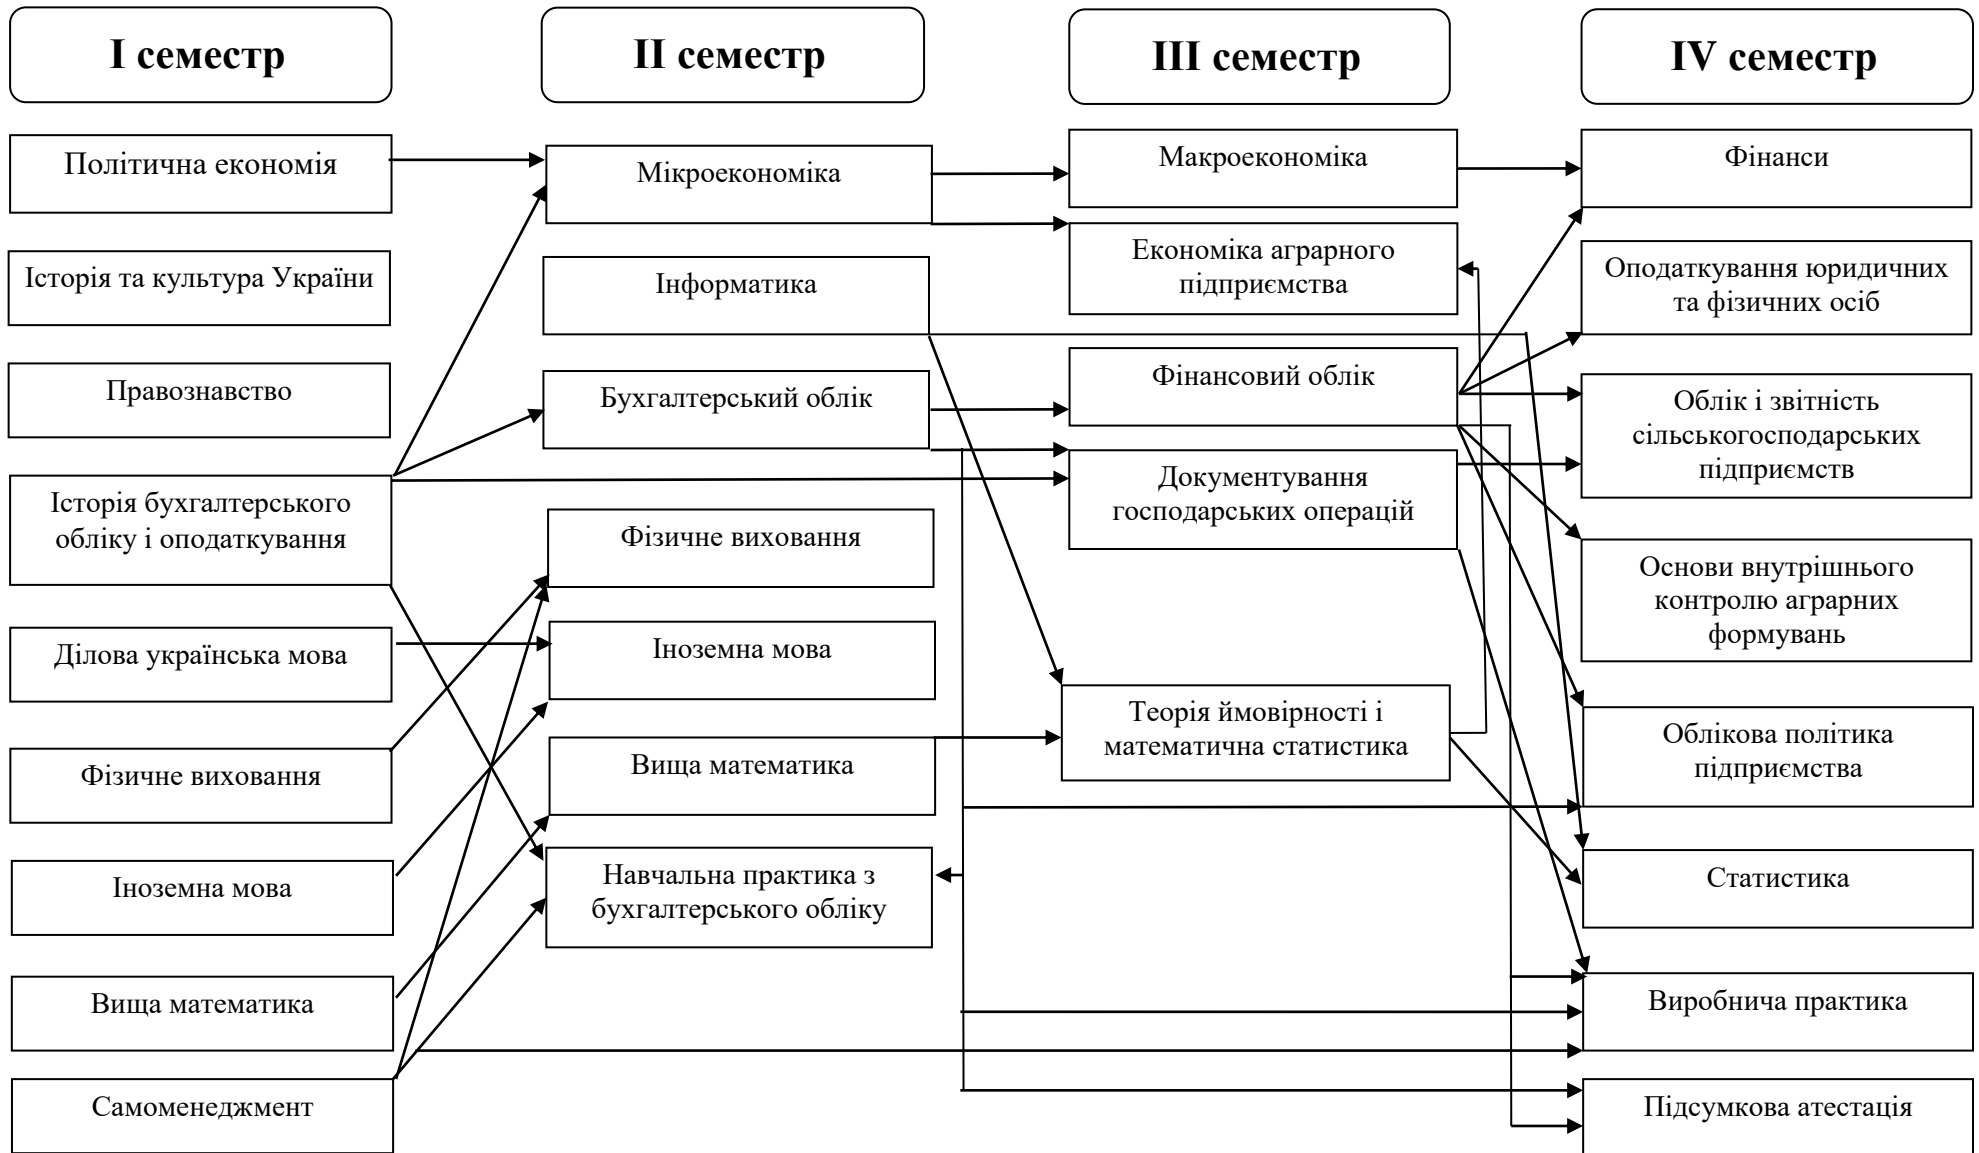 І семестр
Політична економія
Історія та культура України
Правознавство
Історія бухгалтерського
обліку і оподаткування
Ділова українська мова
Фізичне виховання
Іноземна мова
Вища математика
Самоменеджмент
ІІ семестр
Мікроекономіка
Інформатика
Бухгалтерський облік
Фізичне виховання
Іноземна мова
Вища математика
Навчальна практика з
бухгалтерського обліку
ІІІ семестр
Макроекономіка
Економіка аграрного
підприємства
Фінансовий облік
Документування
господарських операцій
Теорія ймовірності і
математична статистика
IV семестр
Фінанси
Оподаткування юридичних
та фізичних осіб
Облік і звітність
сільськогосподарських
підприємств
Основи внутрішнього
контролю аграрних
формувань
Облікова політика
підприємства
Статистика
Виробнича практика
Підсумкова атестація